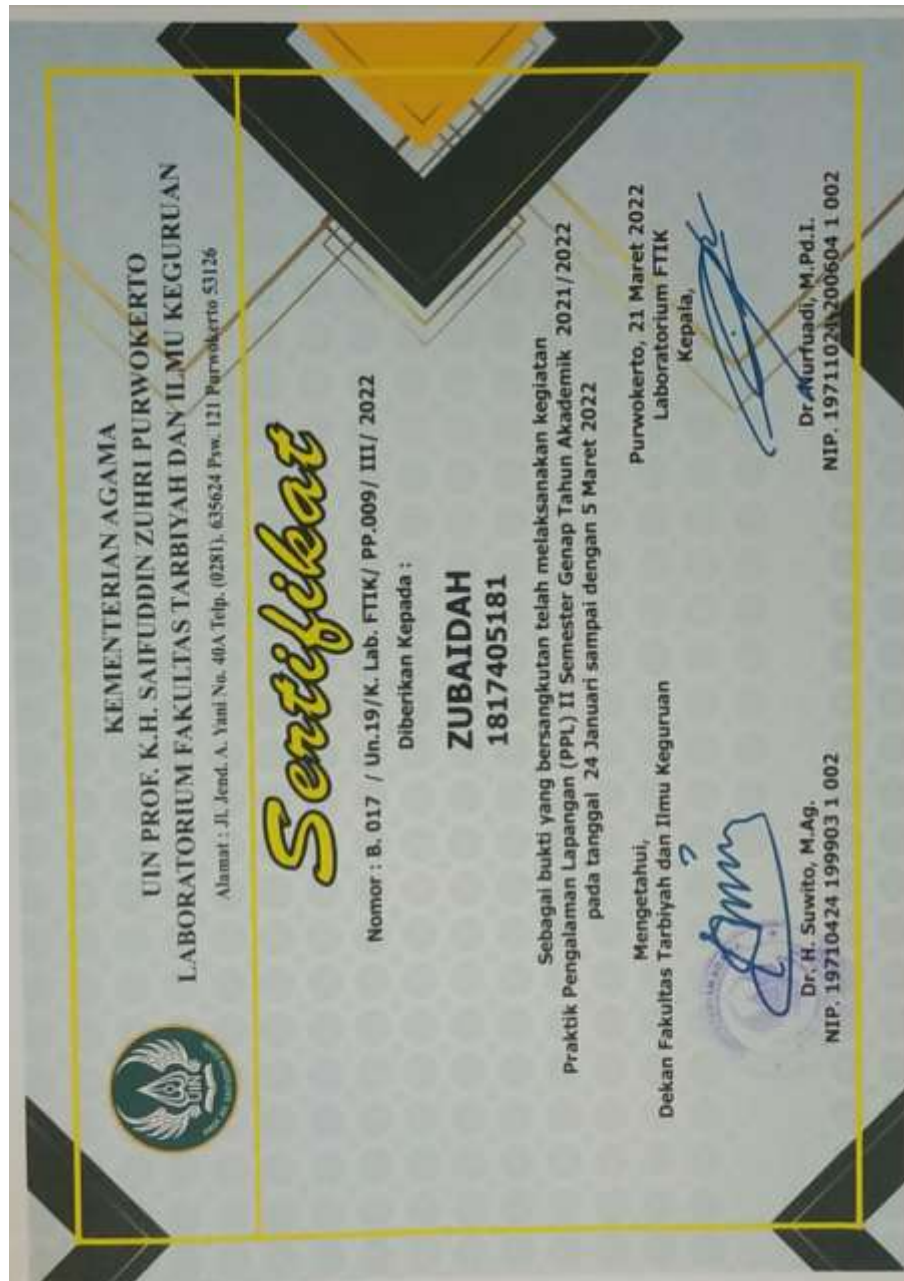 KEMENTERIAN AGAMA
UIN PROF. K.H. SAIFUDDIN ZUHRI PURWOKERTO
LABORATORIUM FAKULTAS TARBIYAH DAN ILMU KEGURUAN
Alamat : Jl. Jend. A. Yani No. 40A Telp. (0281). 635624 Psw. 121 Purwokerto 53126
UIN
Sertifikat
Nomor : B. 017 / Un.19/K. Lab. FTIK/ PP.009/ III/ 2022
Diberikan Kepada :
ZUBAIDAH
1817405181
Sebagai bukti yang bersangkutan telah melaksanakan kegiatan
Praktik Pengalaman Lapangan (PPL) II Semester Genap Tahun Akademik 2021/2022
pada tanggal 24 Januari sampai dengan 5 Maret 2022
Mengetahui,
Dekan Fakultas Tarbiyah dan Ilmu Keguruan
Dr. H. Suwito, M.Ag.
NIP. 19710424 199903 1 002
Purwokerto, 21 Maret 2022
Laboratorium FTIK
Kepala,
Dr. Nurfuadi, M.Pd.I.
NIP. 19711021 200604 1 002